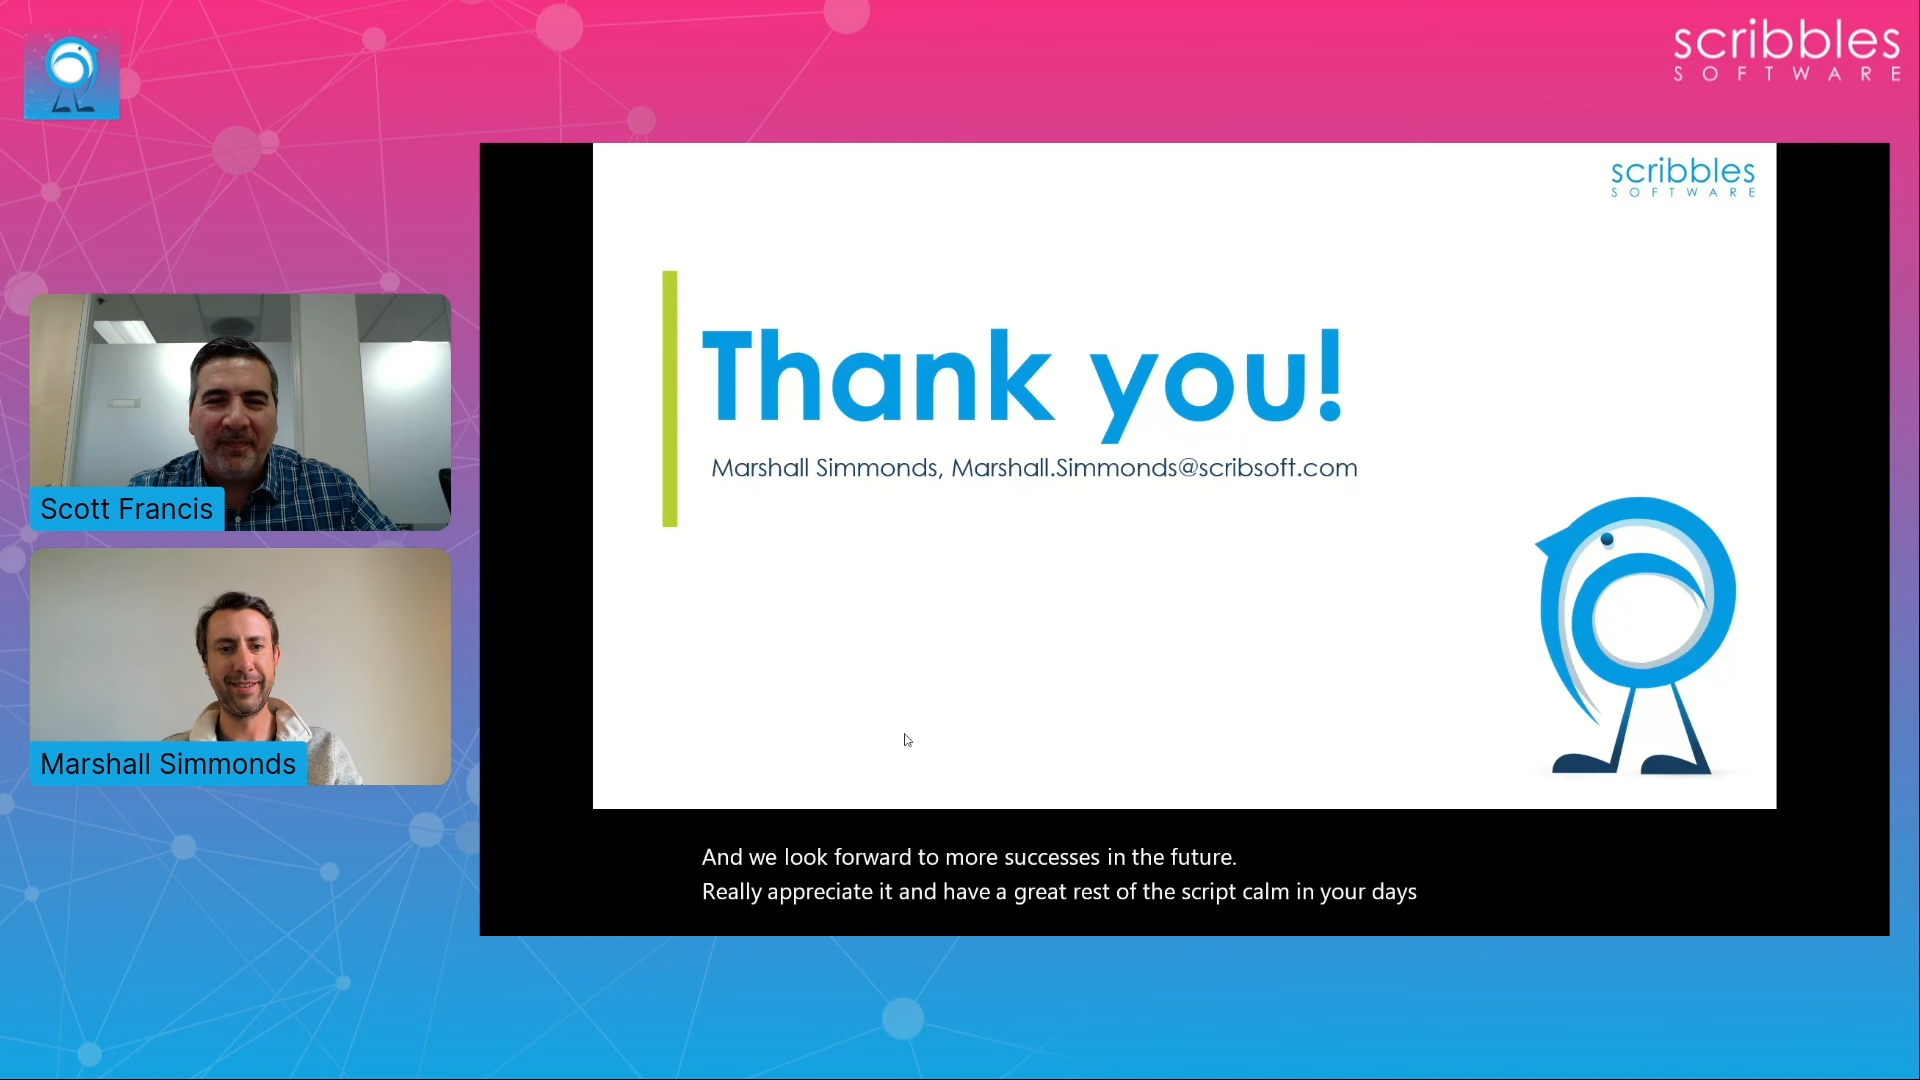 scribbles
SOFTWARE
scribbles
SOFTWARE
Thank you!
Marshall Simmonds, Marshall.Simmonds@scribsoft.com
Scott Francis
Marshall Simmonds
And we look forward to more successes in the future.
Really appreciate it and have a great rest of the script calm in your days